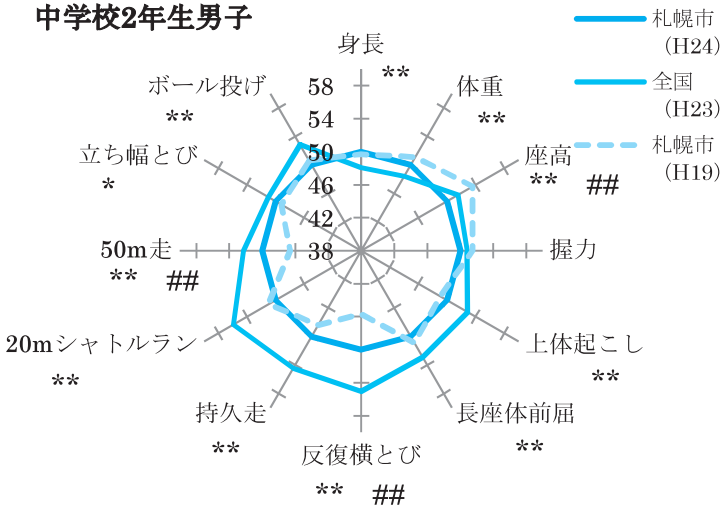 中学校2年生男子
札幌市
(H24)
全国
(H23)
札幌市
(H19)
身長
**
体重
**
座高
** ##
握力
上体起こし
**
長座体前屈
**
反復横とび
** ##
持久走
**
20mシャトルラン
**
50m走
** ##
立ち幅とび
*
ボール投げ
**
58
54
50
46
42
38